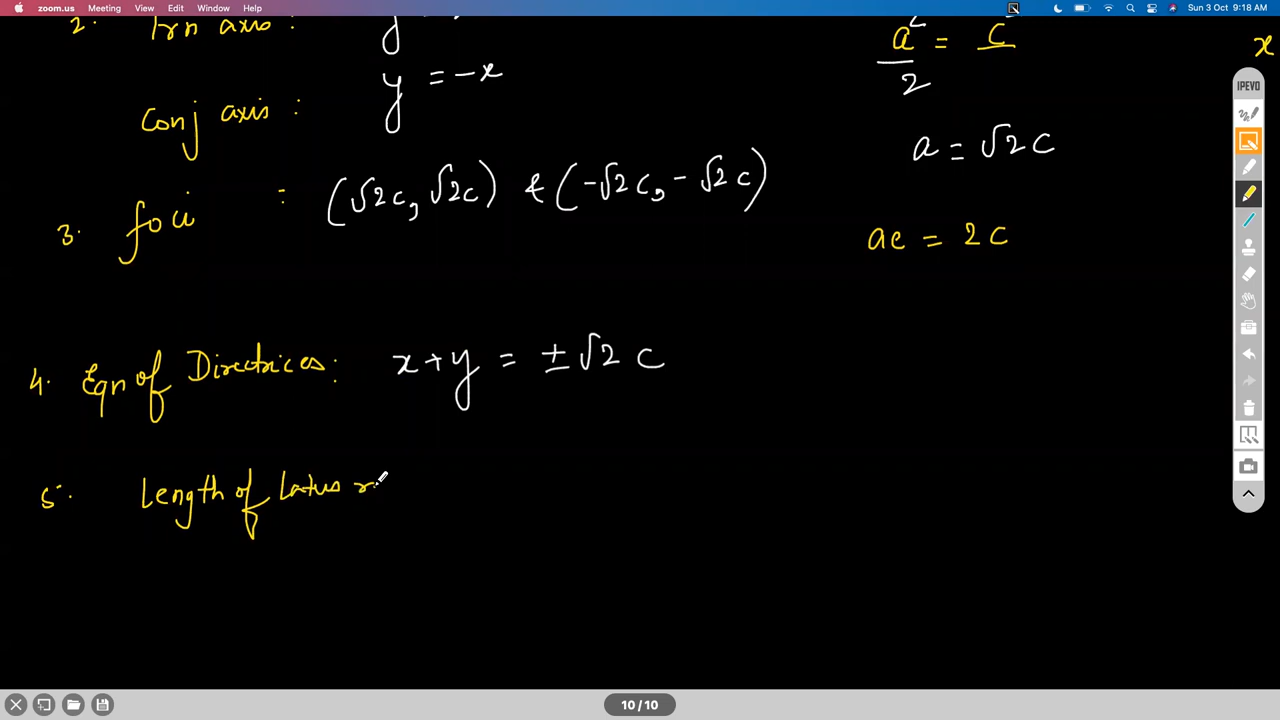 zoom.us Meeting View Edit Window Help Sun 3 Oct 9:18 AM
2. Trn axis: y
a²/2 = c²
x
y = -x
Conj axis :
a = √2 c
3. foci : (√2c, √2c) & (-√2c, -√2c)
ae = 2c
4. Eqn of Directrices: x+y = ± √2 c
5. Length of Latus r
IPEVO
10/10